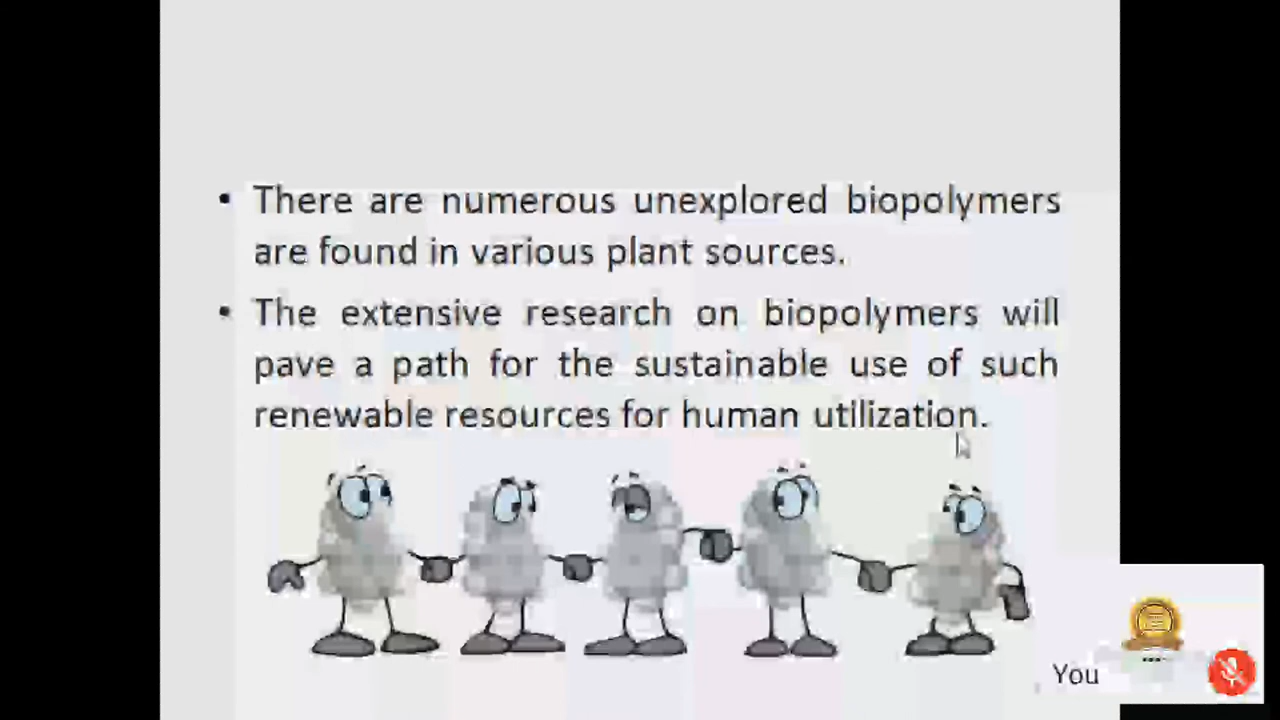 • There are numerous unexplored biopolymers
are found in various plant sources.
• The extensive research on biopolymers will
pave a path for the sustainable use of such
renewable resources for human utilization.
You